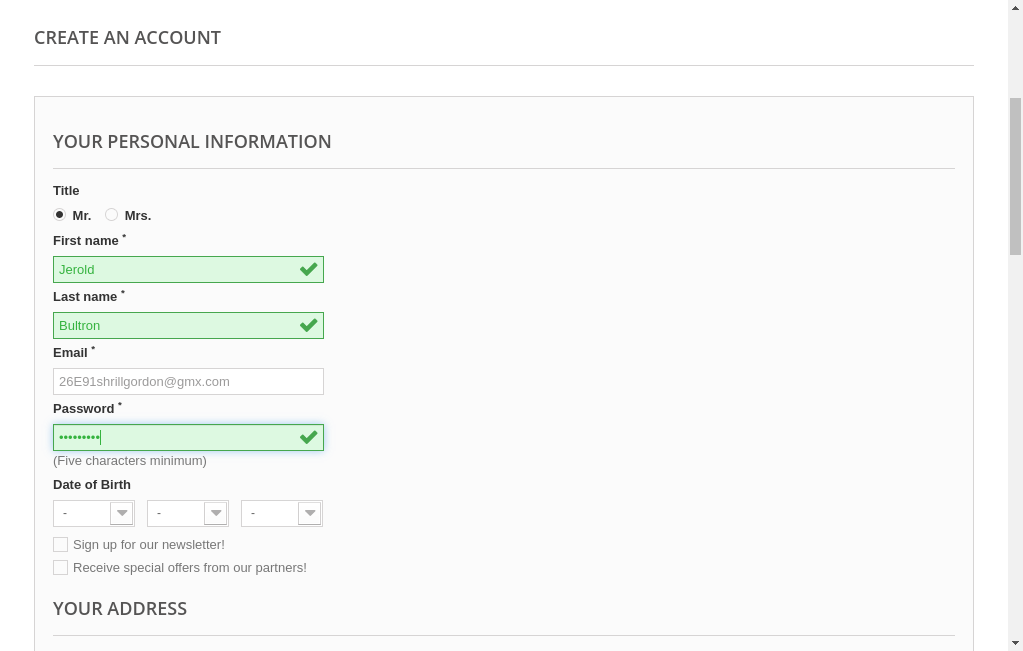 CREATE AN ACCOUNT
YOUR PERSONAL INFORMATION
Title
Mr. Mrs.
First name *
Jerold
Last name *
Bultron
Email *
26E91shrillgordon@gmx.com
Password *
•••••••••
(Five characters minimum)
Date of Birth
- - -
Sign up for our newsletter!
Receive special offers from our partners!
YOUR ADDRESS